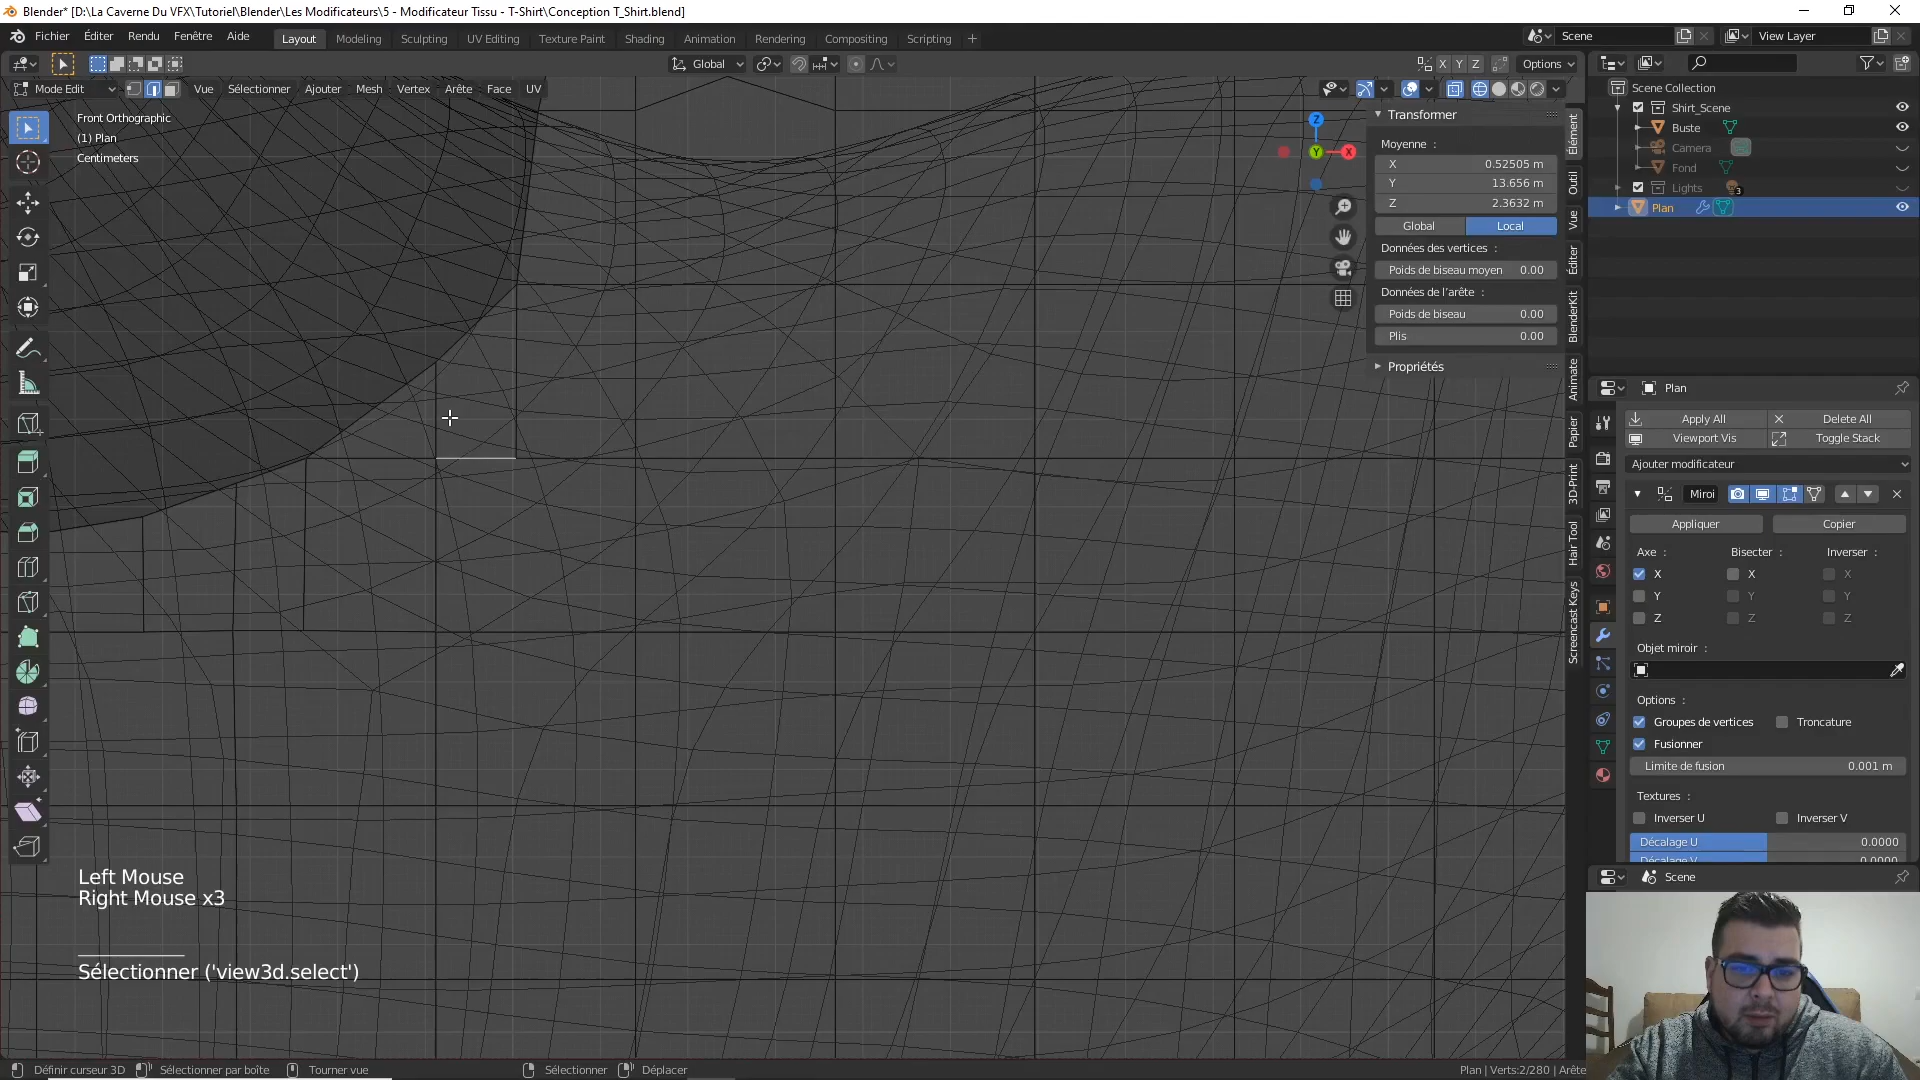 Blender* [D:\La Caverne Du VFX\Tutoriel\Blender\Les Modificateurs\5 - Modificateur Tissu - T-Shirt\Conception T_Shirt.blend]
Fichier Éditer Rendu Fenêtre Aide Layout Modeling Sculpting UV Editing Texture Paint Shading Animation Rendering Compositing Scripting + Scene View Layer
Global X Y Z Options
Mode Edit Vue Sélectionner Ajouter Mesh Vertex Arête Face UV
Front Orthographic
(1) Plan
Centimeters
Z
Y
X
Transformer
Moyenne :
X 0.52505 m
Y 13.656 m
Z 2.3632 m
Global Local
Données des vertices :
Poids de biseau moyen 0.00
Données de l'arête :
Poids de biseau 0.00
Plis 0.00
Propriétés
Élément
Outil
Vue
Éditer
BlenderKit
Animate
Papier
3D-Print
Hair Tool
Screencast Keys
Scene Collection
Shirt_Scene
Buste
Camera
Fond
Lights 3
Plan
Plan
Apply All Delete All
Viewport Vis Toggle Stack
Ajouter modificateur
Miroi
Appliquer Copier
Axe : Bisecter : Inverser :
X X X
Y Y Y
Z Z Z
Objet miroir :
Options :
Groupes de vertices Troncature
Fusionner
Limite de fusion 0.001 m
Textures :
Inverser U Inverser V
Décalage U 0.0000
Décalage V 0.0000
Scene
Left Mouse
Right Mouse x3
Sélectionner ('view3d.select')
Définir curseur 3D Sélectionner par boîte Tourner vue Sélectionner Déplacer Plan | Verts:2/280 | Arête